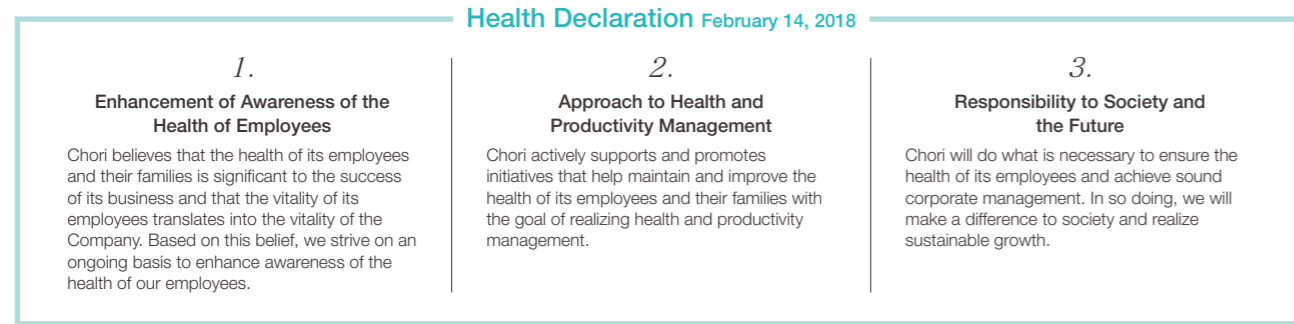 Health Declaration February 14, 2018
1.
Enhancement of Awareness of the
Health of Employees
Chori believes that the health of its employees
and their families is significant to the success
of its business and that the vitality of its
employees translates into the vitality of the
Company. Based on this belief, we strive on an
ongoing basis to enhance awareness of the
health of our employees.
2.
Approach to Health and
Productivity Management
Chori actively supports and promotes
initiatives that help maintain and improve the
health of its employees and their families with
the goal of realizing health and productivity
management.
3.
Responsibility to Society and
the Future
Chori will do what is necessary to ensure the
health of its employees and achieve sound
corporate management. In so doing, we will
make a difference to society and realize
sustainable growth.